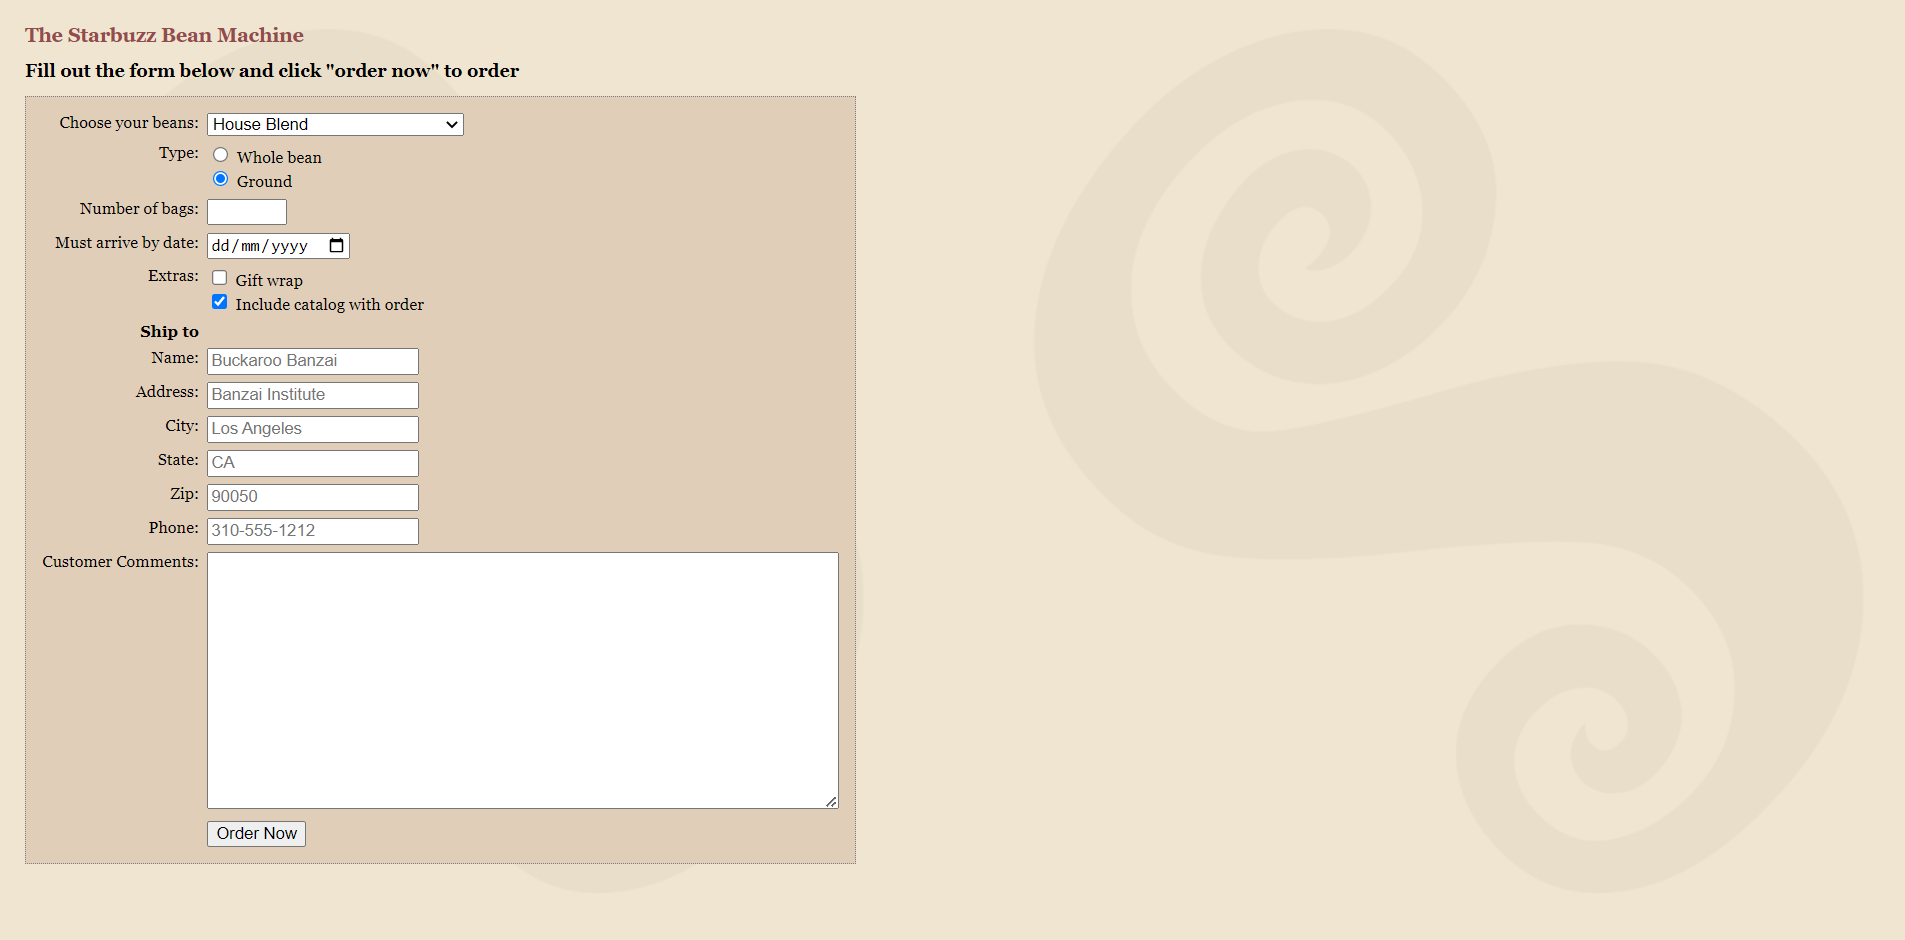 The Starbuzz Bean Machine
Fill out the form below and click "order now" to order
Choose your beans: House Blend
Type: Whole bean
Ground
Number of bags:
Must arrive by date: dd/mm/yyyy
Extras: Gift wrap
Include catalog with order
Ship to
Name: Buckaroo Banzai
Address: Banzai Institute
City: Los Angeles
State: CA
Zip: 90050
Phone: 310-555-1212
Customer Comments:
Order Now